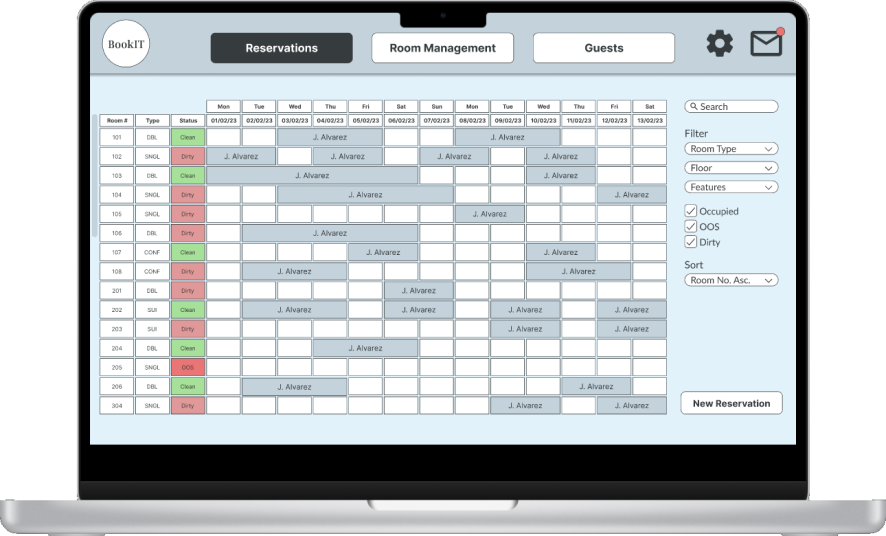 BookIT
Reservations Room Management Guests
Mon Tue Wed Thu Fri Sat Sun Mon Tue Wed Thu Fri Sat
Search
Room # Type Status 01/02/23 02/02/23 03/02/23 04/02/23 05/02/23 06/02/23 07/02/23 08/02/23 09/02/23 10/02/23 11/02/23 12/02/23 13/02/23
101 DBL Clean J. Alvarez J. Alvarez
Filter
Room Type
102 SNGL Dirty J. Alvarez J. Alvarez J. Alvarez J. Alvarez
Floor
103 DBL Clean J. Alvarez J. Alvarez
Features
104 SNGL Dirty J. Alvarez J. Alvarez
Occupied
105 SNGL Dirty J. Alvarez
OOS
106 DBL Dirty J. Alvarez
Dirty
107 CONF Clean J. Alvarez J. Alvarez
Sort
108 CONF Dirty J. Alvarez J. Alvarez
Room No. Asc.
201 DBL Dirty J. Alvarez
202 SUI Clean J. Alvarez J. Alvarez J. Alvarez J. Alvarez
203 SUI Dirty J. Alvarez J. Alvarez
204 DBL Clean J. Alvarez
205 SNGL OOS
206 DBL Clean J. Alvarez J. Alvarez
304 SNGL Dirty J. Alvarez J. Alvarez
New Reservation